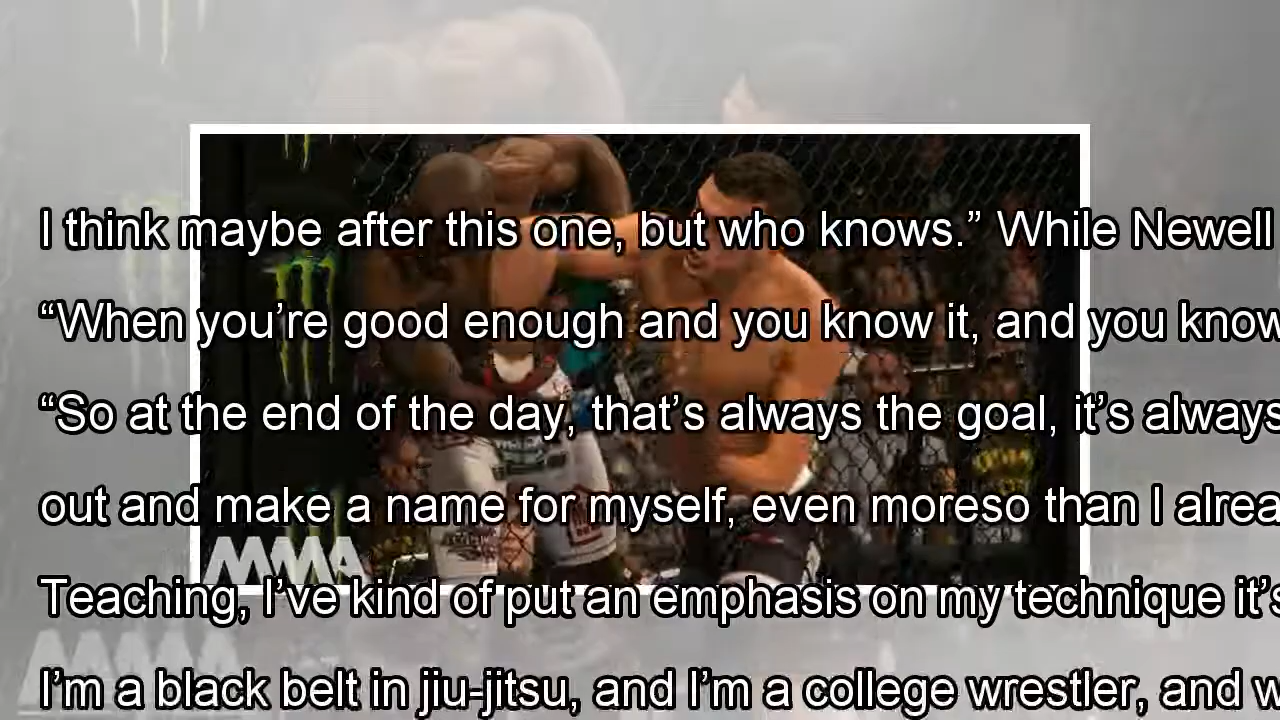 I think maybe after this one, but who knows.” While Newell
“When you’re good enough and you know it, and you know
“So at the end of the day, that’s always the goal, it’s always
out and make a name for myself, even moreso than I alrea
MMA
Teaching, I’ve kind of put an emphasis on my technique it’s
I’m a black belt in jiu-jitsu, and I’m a college wrestler, and w